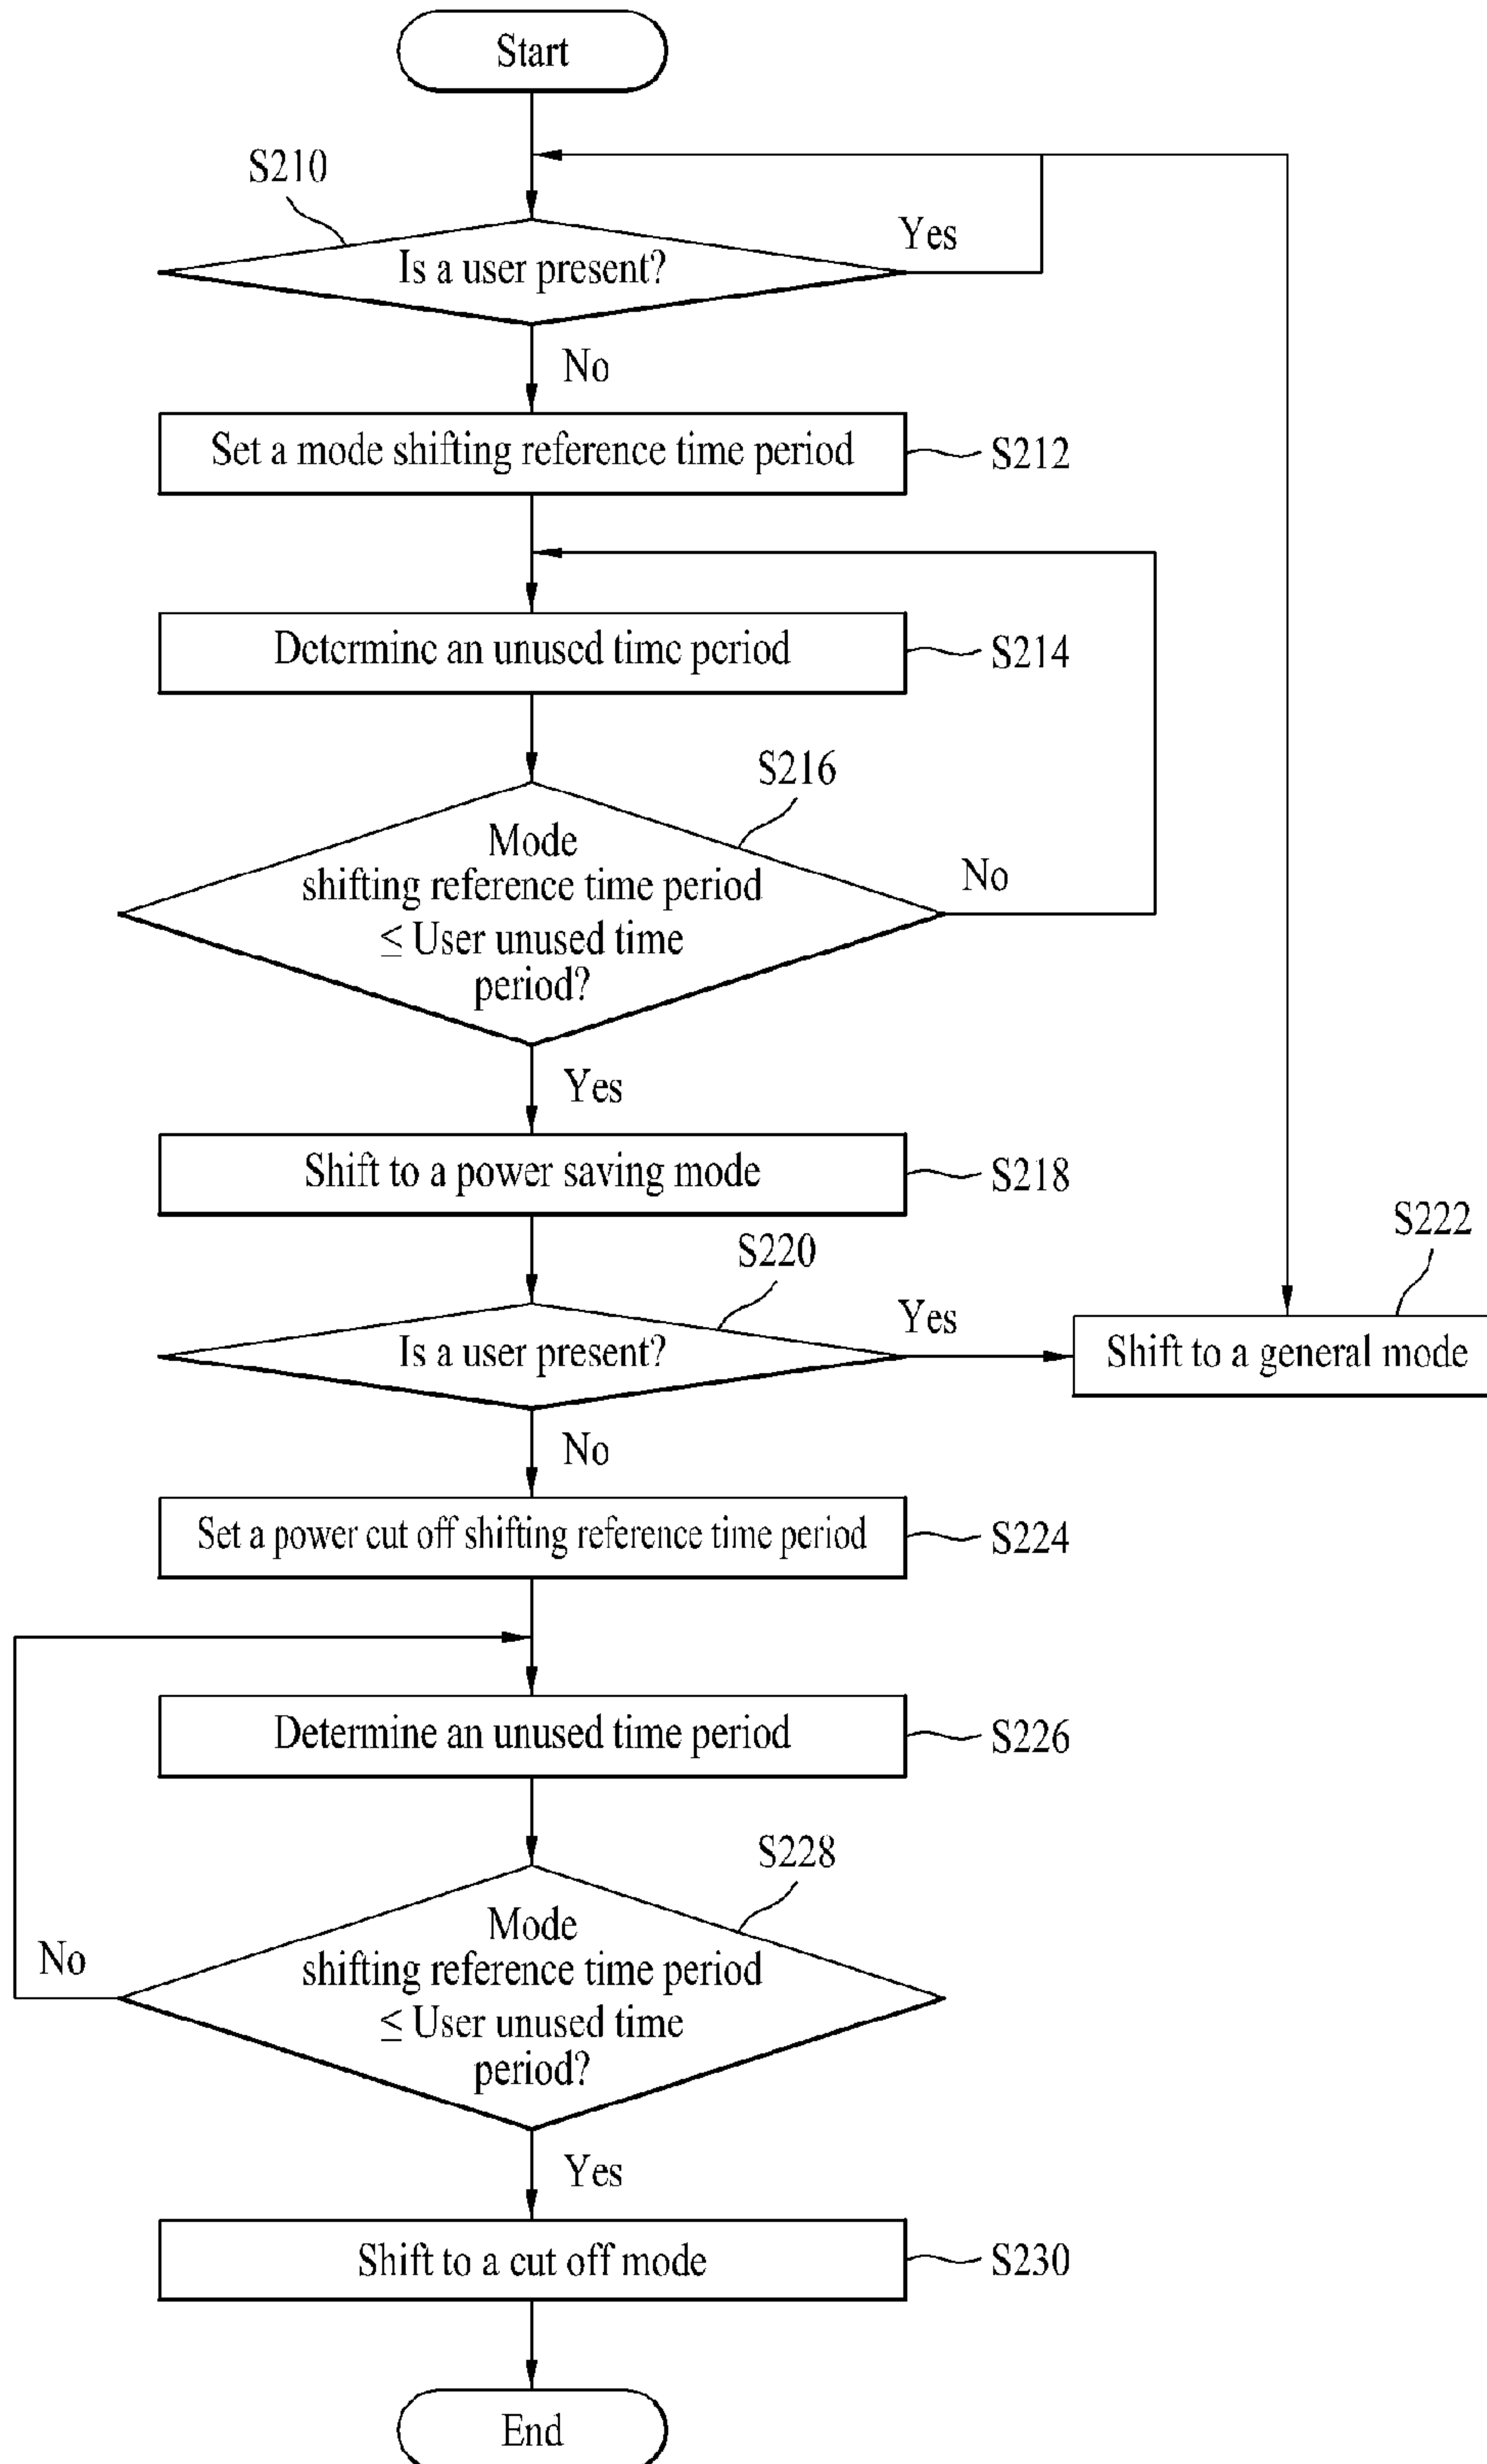 Start
S210
Yes
Is a user present?
No
Set a mode shifting reference time period
S212
Determine an unused time period
S214
S216
Mode
shifting reference time period
≤ User unused time
period?
No
Yes
Shift to a power saving mode
S218
S220
S222
Yes
Is a user present?
Shift to a general mode
No
Set a power cut off shifting reference time period
S224
Determine an unused time period
S226
S228
Mode
shifting reference time period
≤ User unused time
period?
No
Yes
Shift to a cut off mode
S230
End